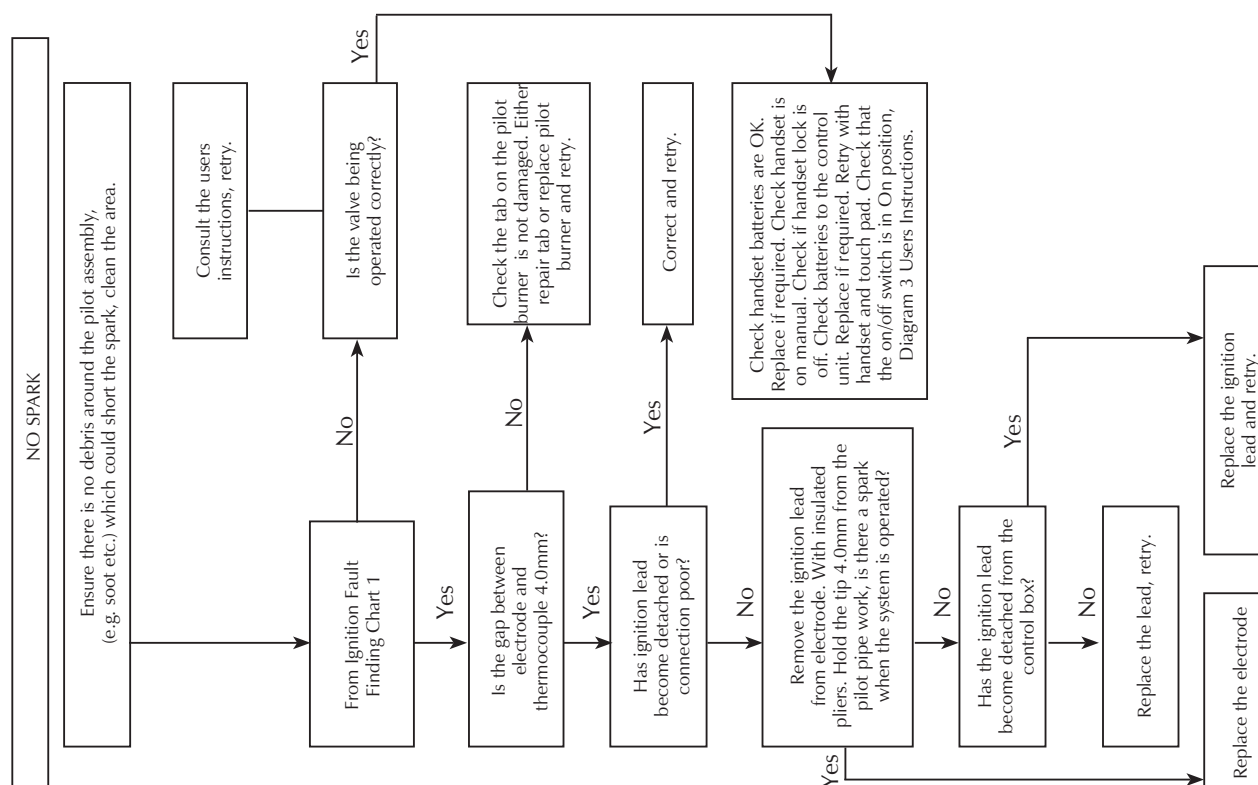 NO SPARK
Ensure there is no debris around the pilot assembly,
(e.g. soot etc.) which could short the spark, clean the area.
Consult the users
instructions, retry.
From Ignition Fault
Finding Chart 1
No
Is the valve being
operated correctly?
Yes
Check handset batteries are OK.
Replace if required. Check handset is
on manual. Check if handset lock is
off. Check batteries to the control
unit. Replace if required. Retry with
handset and touch pad. Check that
the on/off switch is in On position,
Diagram 3 Users Instructions.
Yes
Is the gap between
electrode and
thermocouple 4.0mm?
No
Check the tab on the pilot
burner is not damaged. Either
repair tab or replace pilot
burner and retry.
Yes
Has ignition lead
become detached or is
connection poor?
Yes
Correct and retry.
No
Remove the ignition lead
from electrode. With insulated
pliers. Hold the tip 4.0mm from the
pilot pipe work, is there a spark
when the system is operated?
Yes
Replace the electrode
No
Has the ignition lead
become detached from the
control box?
Yes
Replace the ignition
lead and retry.
No
Replace the lead, retry.